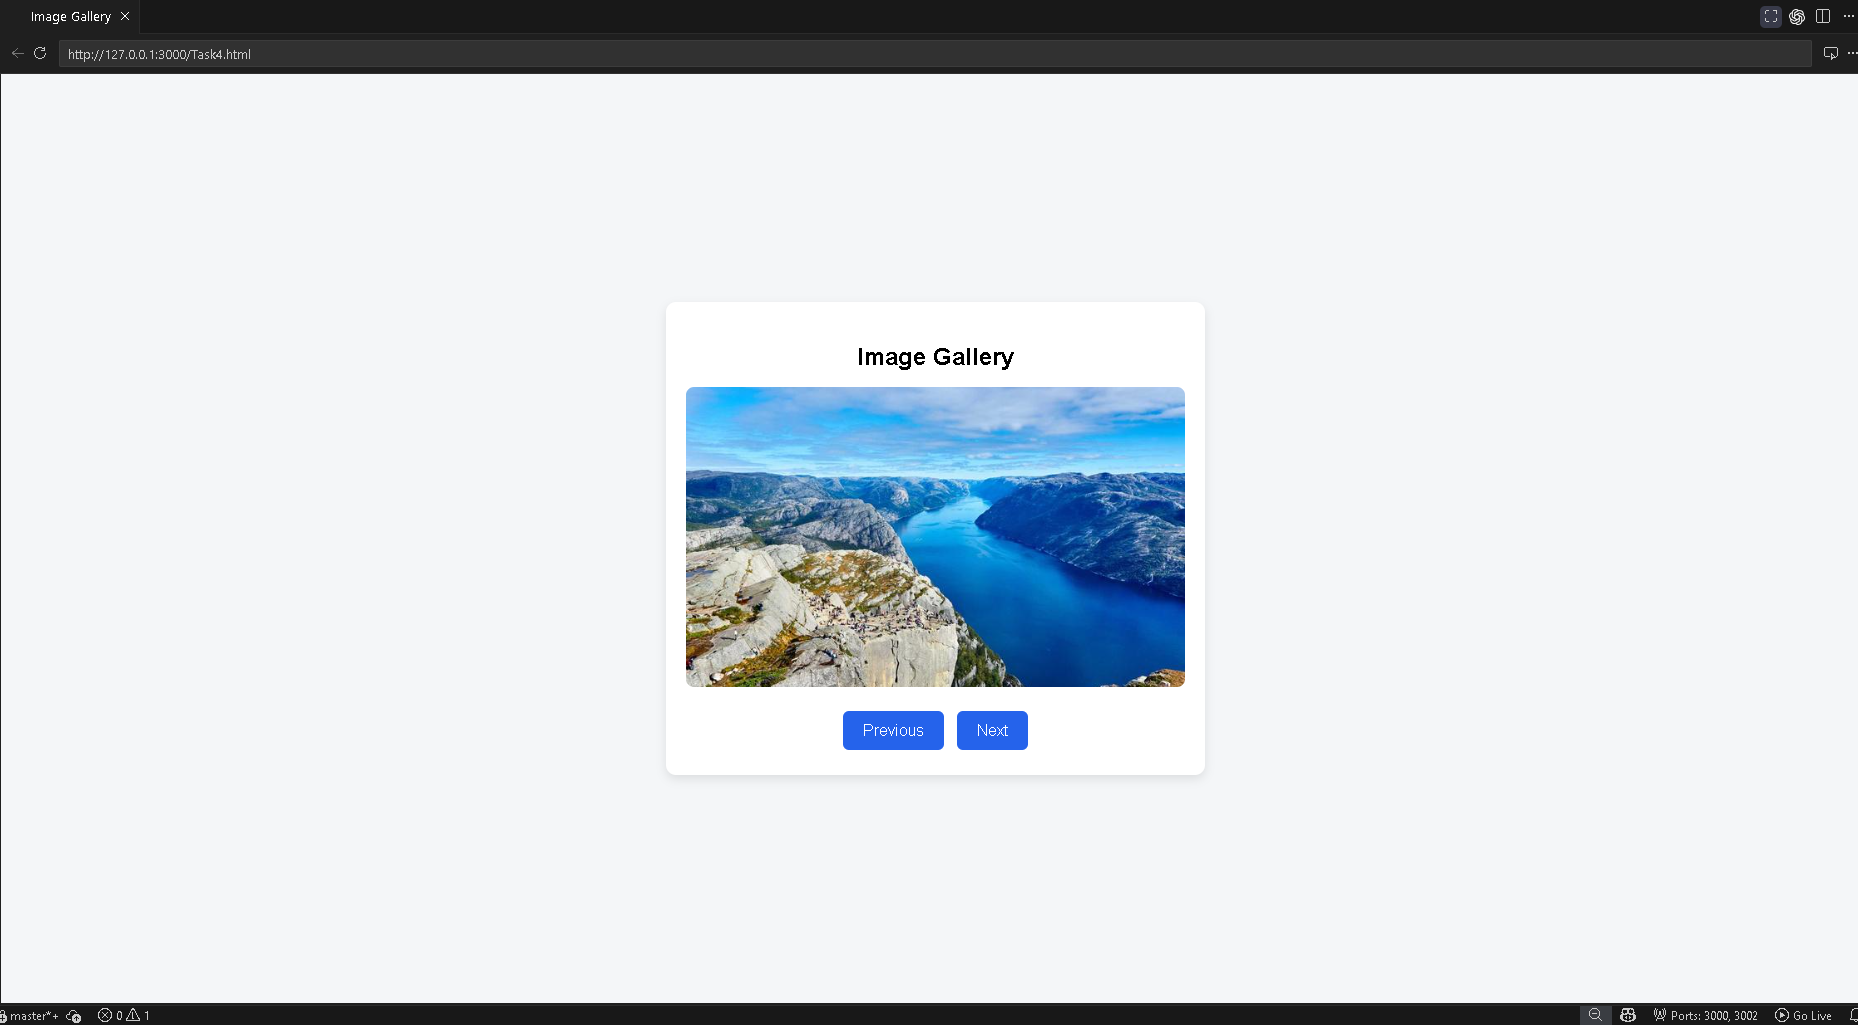 Image Gallery
http://127.0.0.1:3000/Task4.html
Image Gallery
Previous Next
master*+ 0 1 Ports: 3000, 3002 Go Live